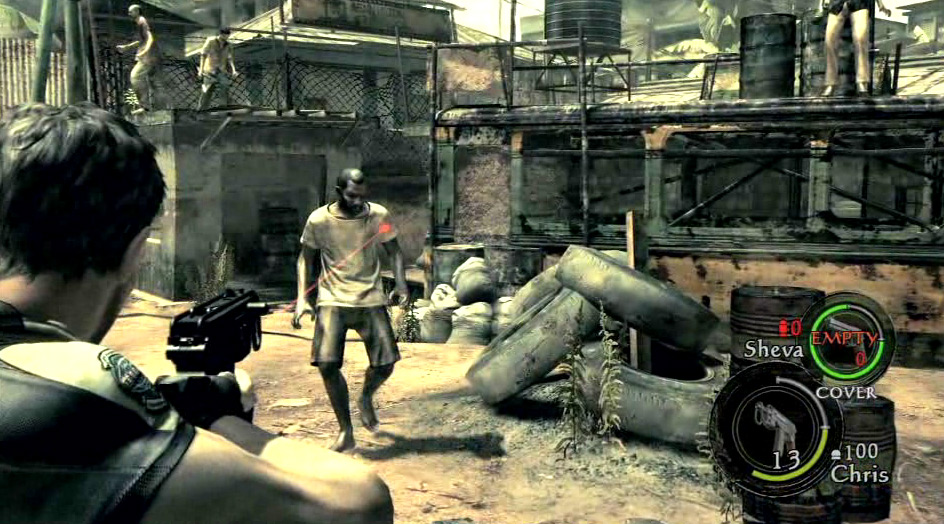 0
Sheva
EMPTY
0
COVER
13
100
Chris